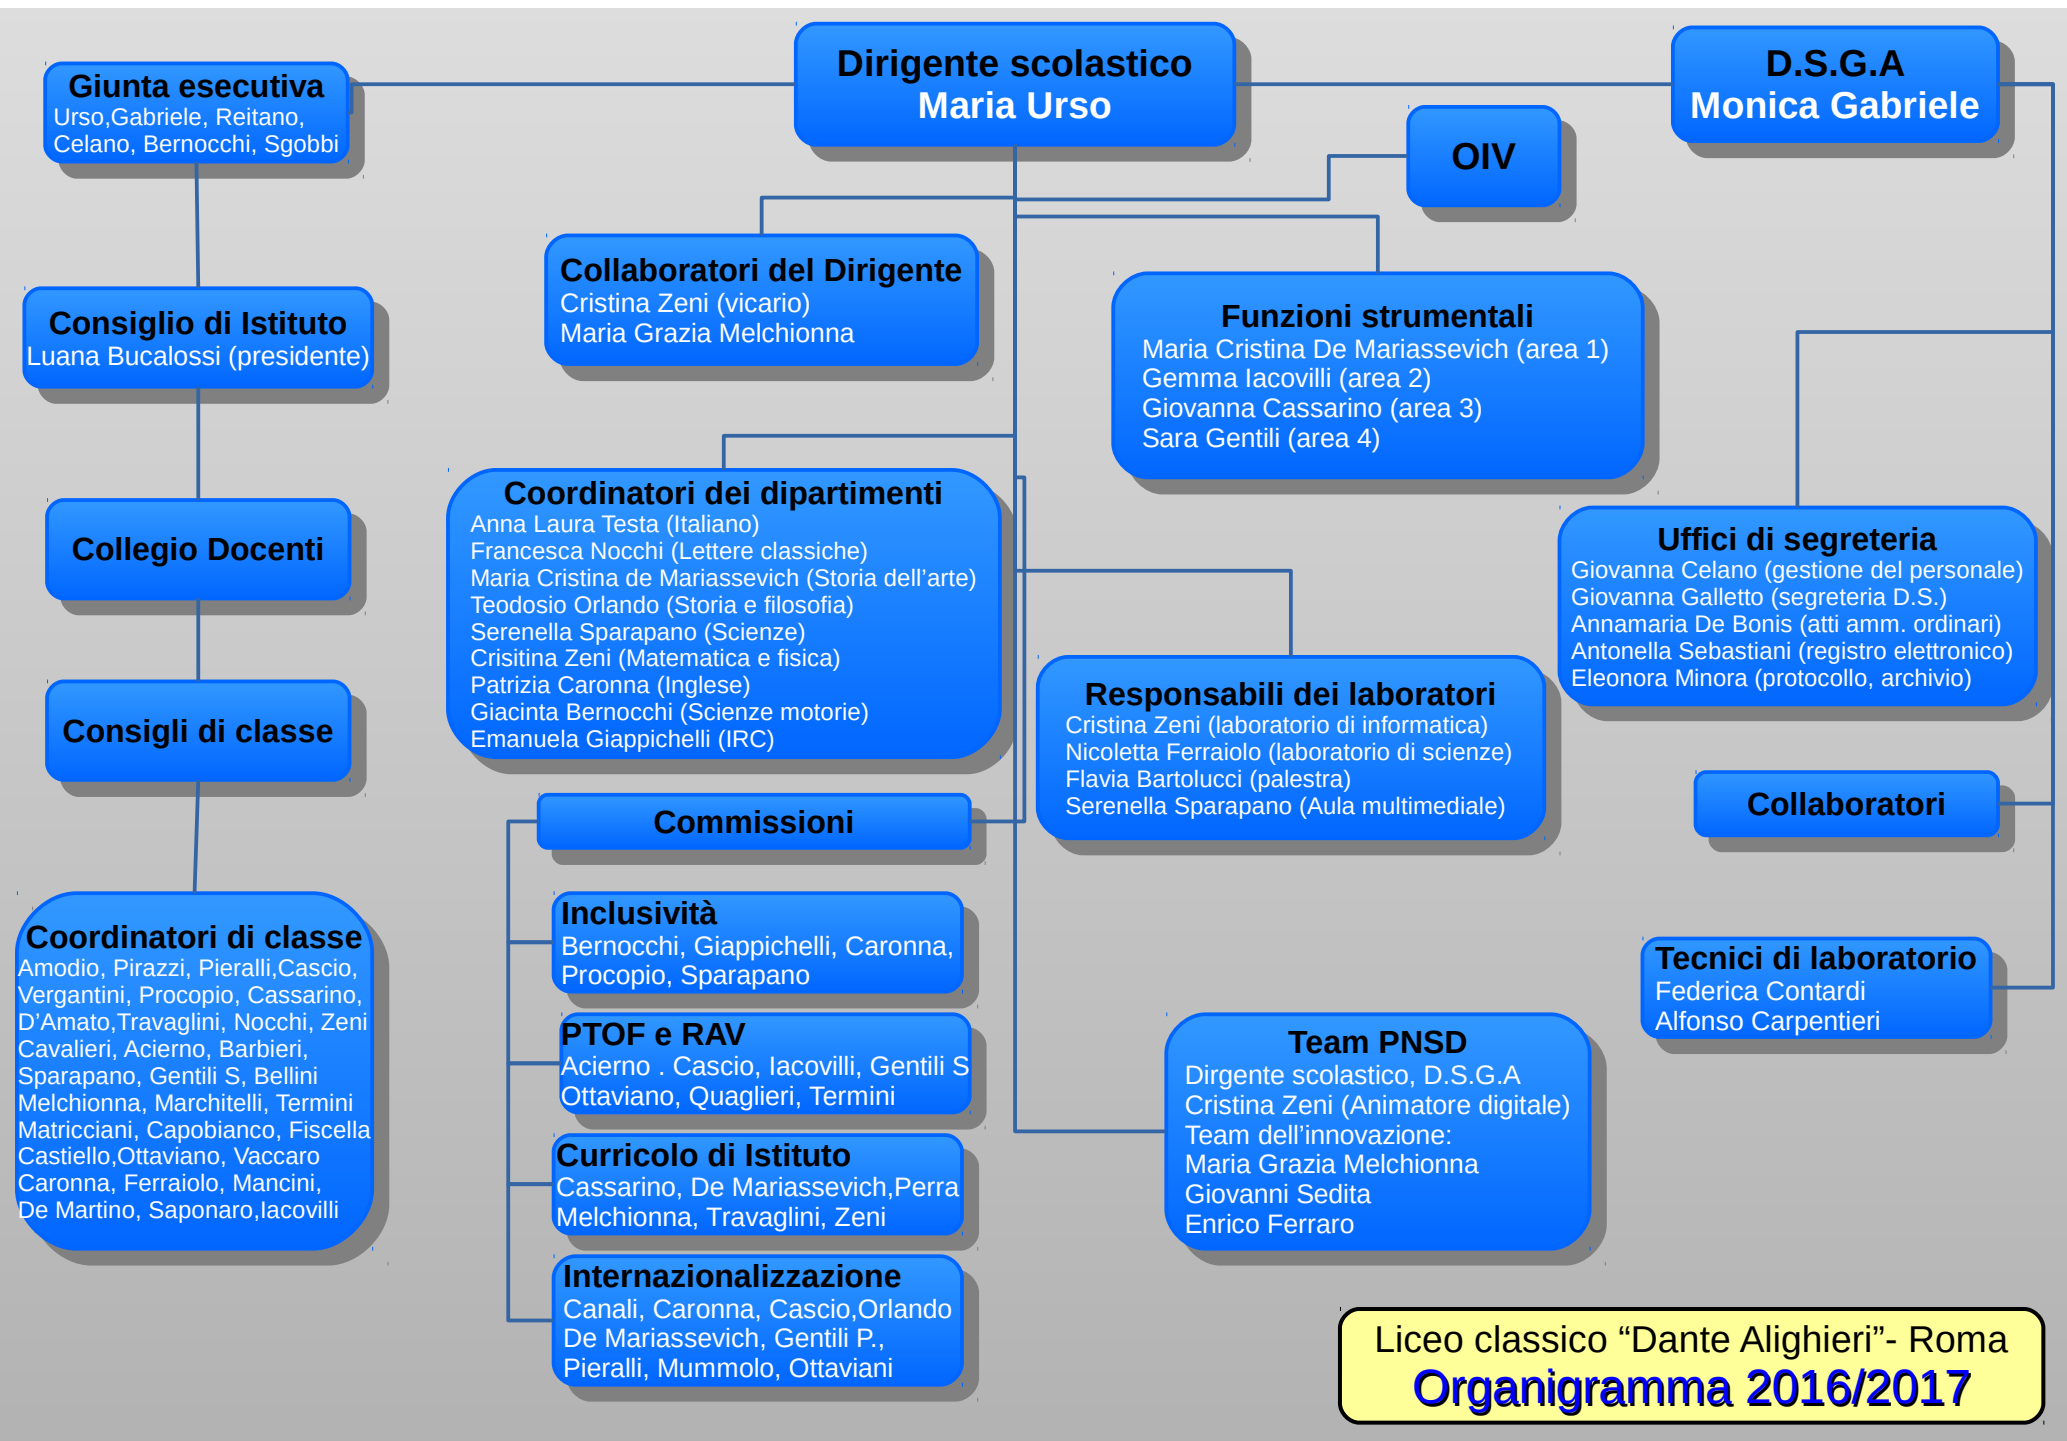 Dirigente scolastico
Maria Urso
D.S.G.A
Monica Gabriele
Giunta esecutiva
Urso,Gabriele, Reitano,
Celano, Bernocchi, Sgobbi
OIV
Collaboratori del Dirigente
Cristina Zeni (vicario)
Maria Grazia Melchionna
Funzioni strumentali
Maria Cristina De Mariassevich (area 1)
Gemma Iacovilli (area 2)
Giovanna Cassarino (area 3)
Sara Gentili (area 4)
Consiglio di Istituto
Luana Bucalossi (presidente)
Collegio Docenti
Consigli di classe
Coordinatori di classe
Amodio, Pirazzi, Pieralli,Cascio,
Vergantini, Procopio, Cassarino,
D’Amato,Travaglini, Nocchi, Zeni
Cavalieri, Acierno, Barbieri,
Sparapano, Gentili S, Bellini
Melchionna, Marchitelli, Termini
Matricciani, Capobianco, Fiscella
Castiello,Ottaviano, Vaccaro
Caronna, Ferraiolo, Mancini,
De Martino, Saponaro,Iacovilli
Coordinatori dei dipartimenti
Anna Laura Testa (Italiano)
Francesca Nocchi (Lettere classiche)
Maria Cristina de Mariassevich (Storia dell’arte)
Teodosio Orlando (Storia e filosofia)
Serenella Sparapano (Scienze)
Crisitina Zeni (Matematica e fisica)
Patrizia Caronna (Inglese)
Giacinta Bernocchi (Scienze motorie)
Emanuela Giappichelli (IRC)
Uffici di segreteria
Giovanna Celano (gestione del personale)
Giovanna Galletto (segreteria D.S.)
Annamaria De Bonis (atti amm. ordinari)
Antonella Sebastiani (registro elettronico)
Eleonora Minora (protocollo, archivio)
Responsabili dei laboratori
Cristina Zeni (laboratorio di informatica)
Nicoletta Ferraiolo (laboratorio di scienze)
Flavia Bartolucci (palestra)
Serenella Sparapano (Aula multimediale)
Collaboratori
Tecnici di laboratorio
Federica Contardi
Alfonso Carpentieri
Commissioni
Inclusività
Bernocchi, Giappichelli, Caronna,
Procopio, Sparapano
PTOF e RAV
Acierno . Cascio, Iacovilli, Gentili S
Ottaviano, Quaglieri, Termini
Curricolo di Istituto
Cassarino, De Mariassevich,Perra
Melchionna, Travaglini, Zeni
Internazionalizzazione
Canali, Caronna, Cascio,Orlando
De Mariassevich, Gentili P.,
Pieralli, Mummolo, Ottaviani
Team PNSD
Dirgente scolastico, D.S.G.A
Cristina Zeni (Animatore digitale)
Team dell’innovazione:
Maria Grazia Melchionna
Giovanni Sedita
Enrico Ferraro
Liceo classico “Dante Alighieri”- Roma
Organigramma 2016/2017